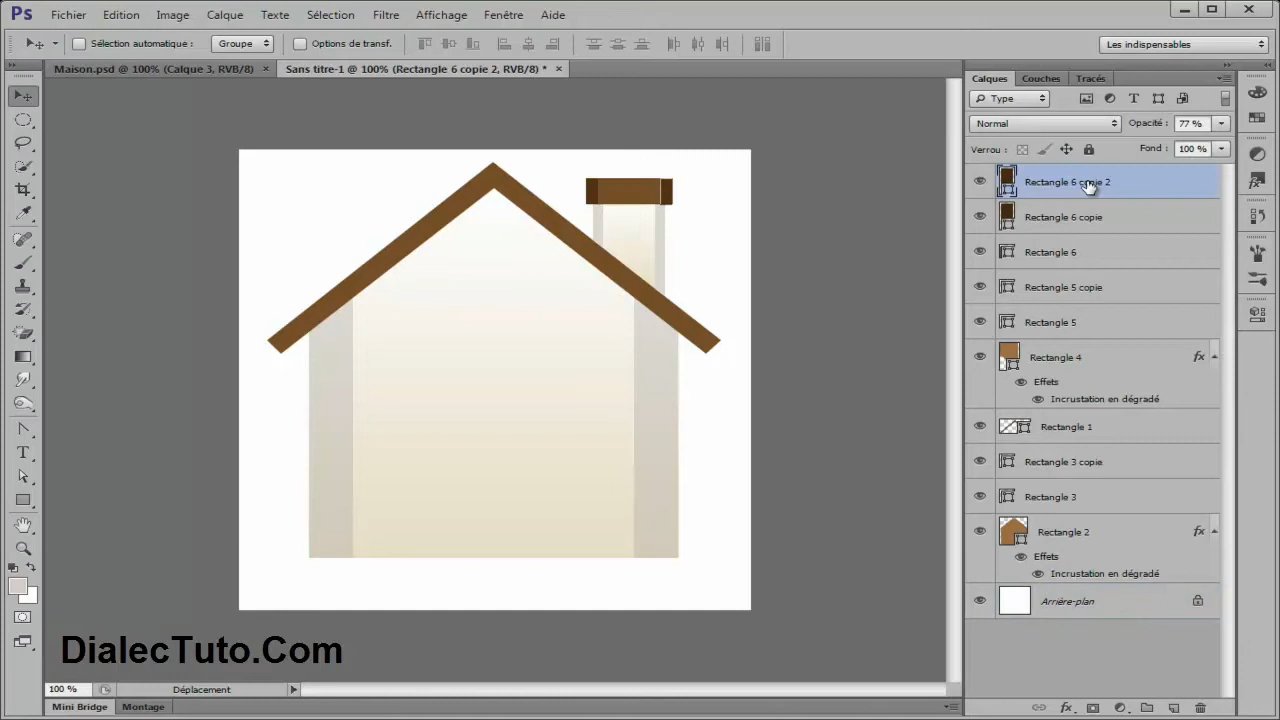 Ps Fichier Edition Image Calque Texte Sélection Filtre Affichage Fenêtre Aide
Sélection automatique : Groupe Options de transf. Les indispensables
Maison.psd @ 100% (Calque 3, RVB/8) × Sans titre-1 @ 100% (Rectangle 6 copie 2, RVB/8) * ×
Calques Couches Tracés
Type
Normal Opacité : 77 %
Verrou : Fond : 100 %
Rectangle 6 copie 2
Rectangle 6 copie
Rectangle 6
Rectangle 5 copie
Rectangle 5
Rectangle 4 fx
Effets
Incrustation en dégradé
Rectangle 1
Rectangle 3 copie
Rectangle 3
Rectangle 2 fx
Effets
Incrustation en dégradé
Arrière-plan
DialecTuto.Com
100 % Déplacement
Mini Bridge Montage